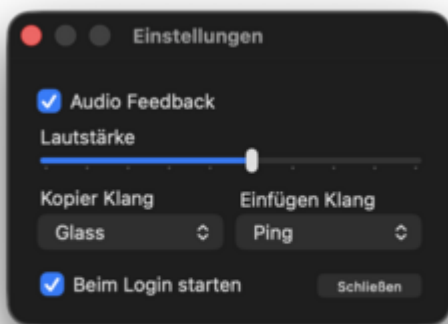 Einstellungen
Audio Feedback
Lautstärke
Kopier Klang Einfügen Klang
Glass Ping
Beim Login starten Schließen